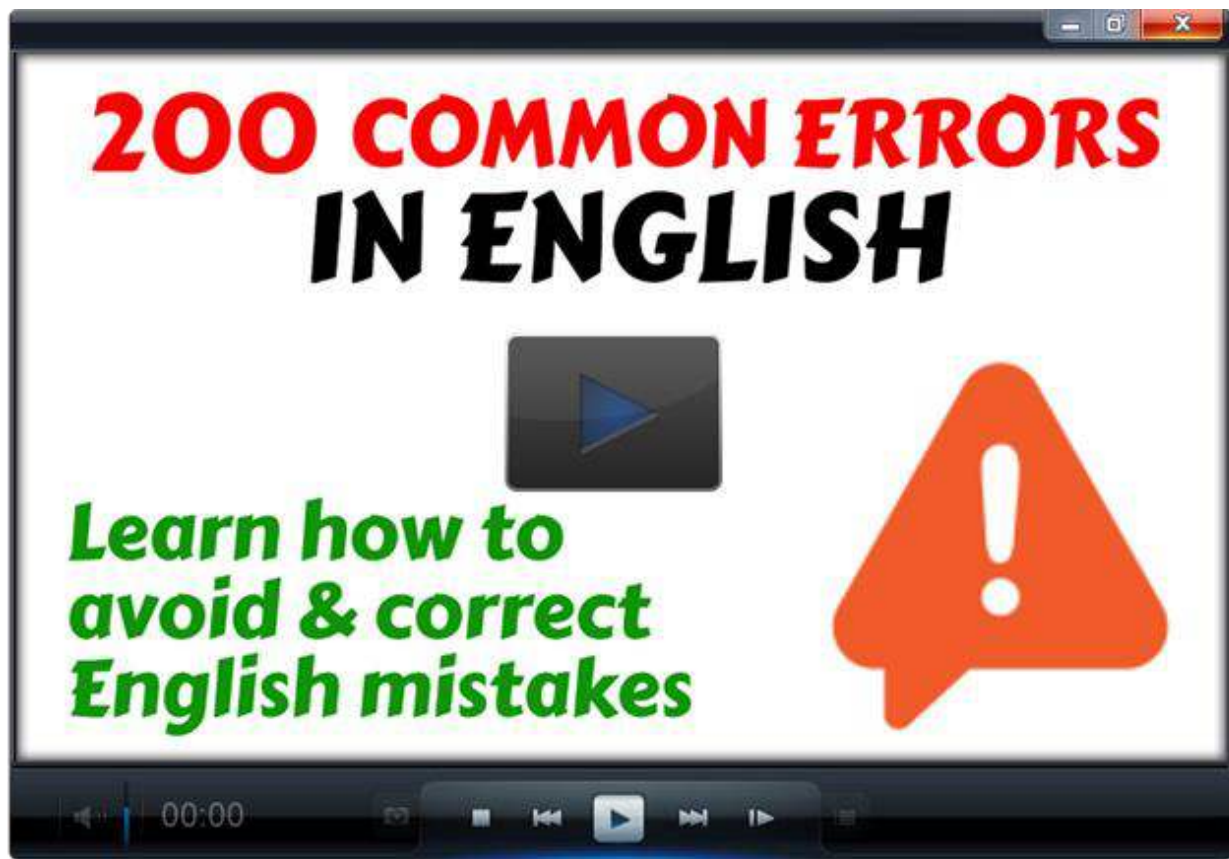 200 COMMON ERRORS
IN ENGLISH
Learn how to
avoid & correct
English mistakes
00:00